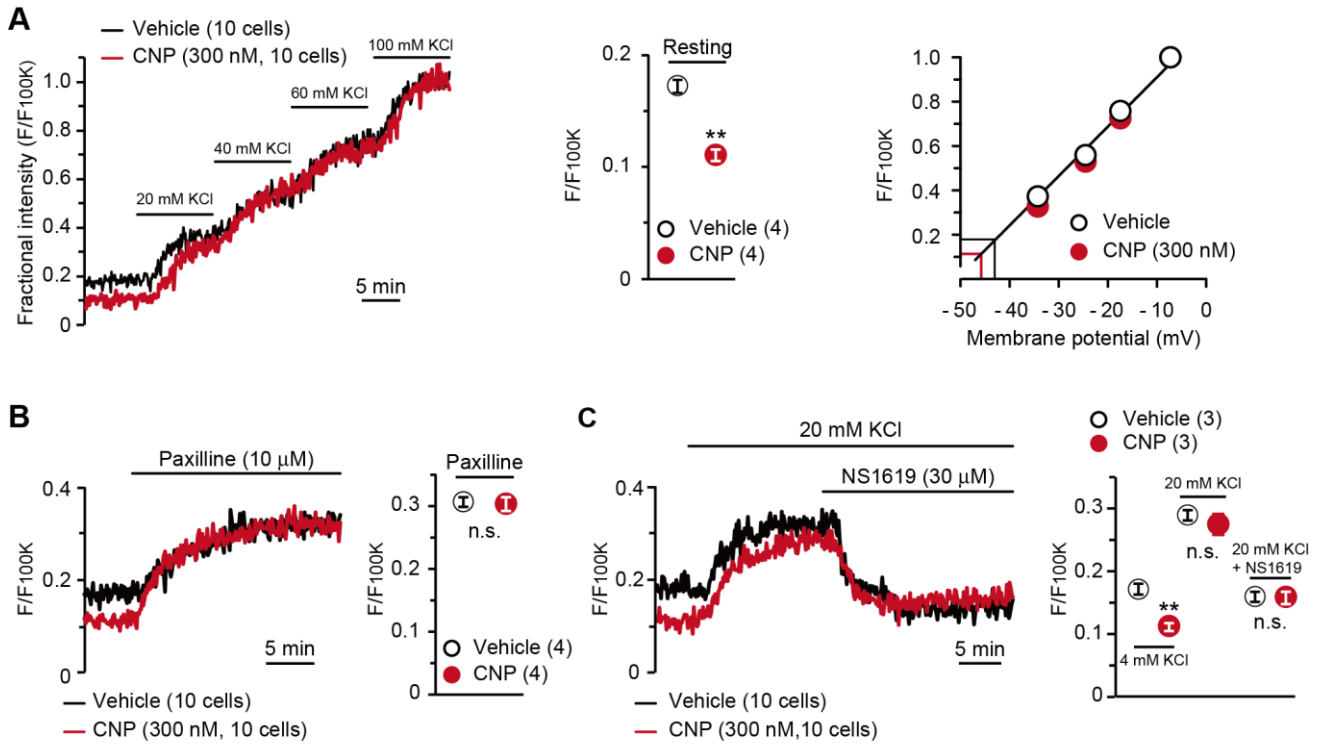 A
Vehicle (10 cells)
CNP (300 nM, 10 cells)
Fractional intensity (F/F100K)
1.0
0.8
0.6
0.4
0.2
0
20 mM KCl
40 mM KCl
60 mM KCl
100 mM KCl
5 min
F/F100K
0.2
0.1
0
Resting
**
Vehicle (4)
CNP (4)
F/F100K
1.0
0.8
0.6
0.4
0.2
Vehicle
CNP (300 nM)
- 50 - 40 - 30 - 20 - 10 0
Membrane potential (mV)
B
Paxilline (10 μM)
F/F100K
0.4
0.2
0
5 min
Vehicle (10 cells)
CNP (300 nM, 10 cells)
F/F100K
0.3
0.2
0.1
0
Paxilline
n.s.
Vehicle (4)
CNP (4)
C
20 mM KCl
NS1619 (30 μM)
F/F100K
0.4
0.2
0
5 min
Vehicle (10 cells)
CNP (300 nM,10 cells)
Vehicle (3)
CNP (3)
F/F100K
0.3
0.2
0.1
0
20 mM KCl
n.s.
20 mM KCl
+ NS1619
n.s.
**
4 mM KCl